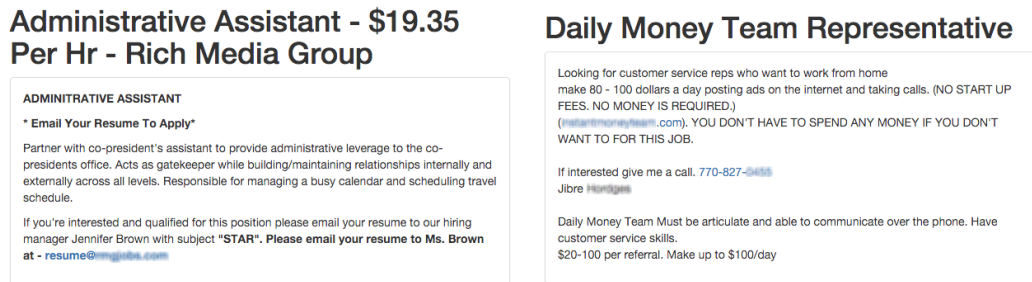 Administrative Assistant - $19.35
Per Hr - Rich Media Group
ADMINITRATIVE ASSISTANT
* Email Your Resume To Apply*
Partner with co-president's assistant to provide administrative leverage to the co-
presidents office. Acts as gatekeeper while building/maintaining relationships internally and
externally across all levels. Responsible for managing a busy calendar and scheduling travel
schedule.
If you're interested and qualified for this position please email your resume to our hiring
manager Jennifer Brown with subject "STAR". Please email your resume to Ms. Brown
at - resume@
Daily Money Team Representative
Looking for customer service reps who want to work from home
make 80 - 100 dollars a day posting ads on the internet and taking calls. (NO START UP
FEES. NO MONEY IS REQUIRED.)
( .com). YOU DON'T HAVE TO SPEND ANY MONEY IF YOU DON'T
WANT TO FOR THIS JOB.
If interested give me a call. 770-827-
Jibre
Daily Money Team Must be articulate and able to communicate over the phone. Have
customer service skills.
$20-100 per referral. Make up to $100/day